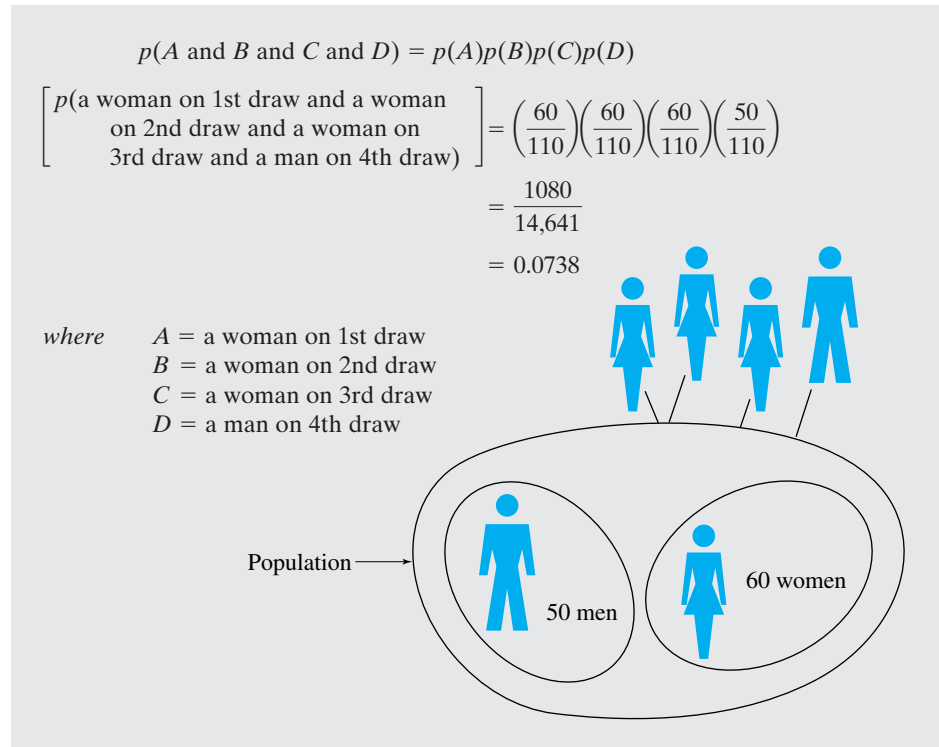 p(A and B and C and D) = p(A)p(B)p(C)p(D)
[p(a woman on 1st draw and a woman
on 2nd draw and a woman on
3rd draw and a man on 4th draw)] = (60/110)(60/110)(60/110)(50/110)
= 1080/14,641
= 0.0738
where A = a woman on 1st draw
B = a woman on 2nd draw
C = a woman on 3rd draw
D = a man on 4th draw
Population
50 men
60 women